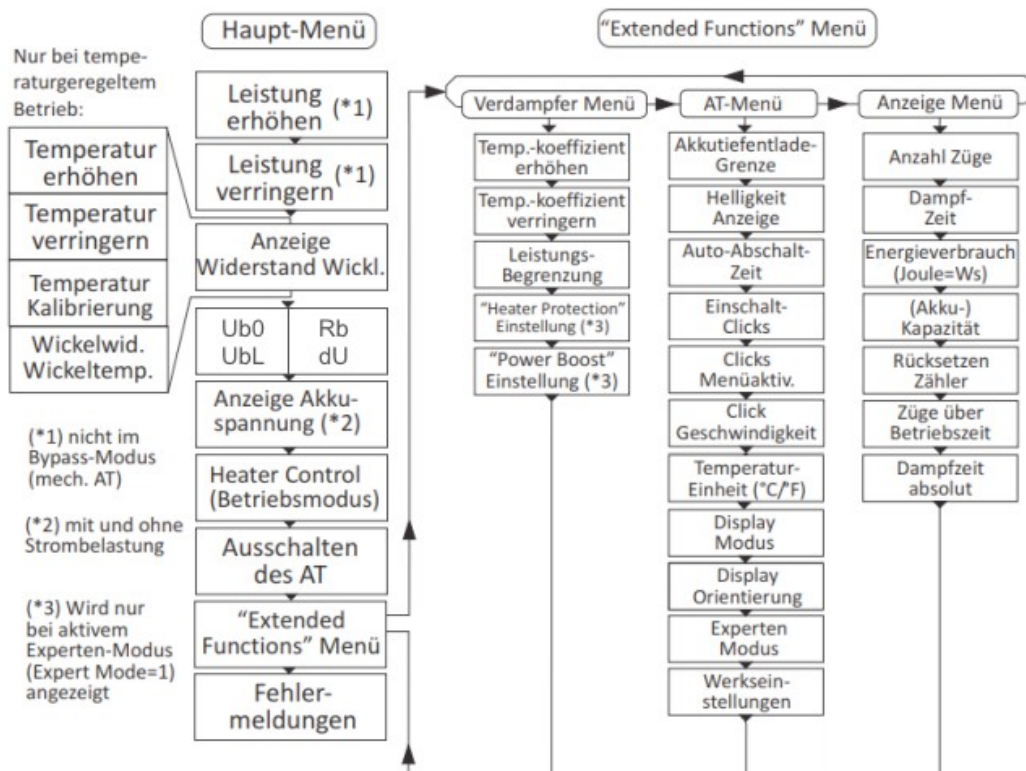 Haupt-Menü
"Extended Functions" Menü
Nur bei tempe-
raturgeregeltem
Betrieb:
Temperatur
erhöhen
Temperatur
verringern
Temperatur
Kalibrierung
Wickelwid.
Wickeltemp.
(*1) nicht im
Bypass-Modus
(mech. AT)
(*2) mit und ohne
Strombelastung
(*3) Wird nur
bei aktivem
Experten-Modus
(Expert Mode=1)
angezeigt
Leistung
erhöhen (*1)
Leistung
verringern (*1)
Anzeige
Widerstand Wickl.
Ub0 Rb
UbL dU
Anzeige Akku-
spannung (*2)
Heater Control
(Betriebsmodus)
Ausschalten
des AT
"Extended
Functions" Menü
Fehler-
meldungen
Verdampfer Menü
Temp.-koeffizient
erhöhen
Temp.-koeffizient
verringern
Leistungs-
Begrenzung
"Heater Protection"
Einstellung (*3)
"Power Boost"
Einstellung (*3)
AT-Menü
Akkutiefentlade-
Grenze
Helligkeit
Anzeige
Auto-Abschalt-
Zeit
Einschalt-
Clicks
Clicks
Menüaktiv.
Click
Geschwindigkeit
Temperatur-
Einheit (°C/°F)
Display
Modus
Display
Orientierung
Experten
Modus
Werksein-
stellungen
Anzeige Menü
Anzahl Züge
Dampf-
Zeit
Energieverbrauch
(Joule=Ws)
(Akku-)
Kapazität
Rücksetzen
Zähler
Züge über
Betriebszeit
Dampfzeit
absolut